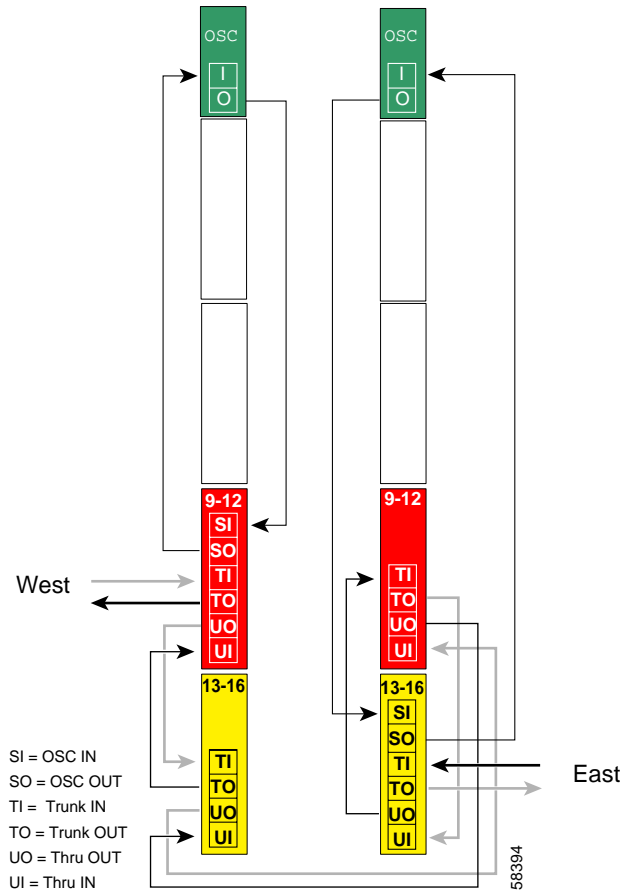 OSC
I
O
OSC
I
O
9-12
SI
SO
TI
TO
UO
UI
9-12
TI
TO
UO
UI
West
13-16
TI
TO
UO
UI
13-16
SI
SO
TI
TO
UO
UI
East
SI = OSC IN
SO = OSC OUT
TI = Trunk IN
TO = Trunk OUT
UO = Thru OUT
UI = Thru IN
58394